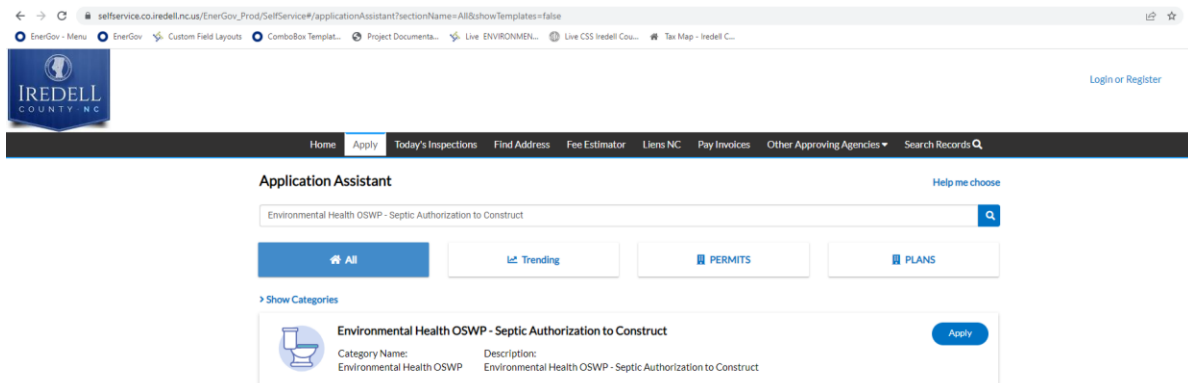 selfservice.co.iredell.nc.us/EnerGov_Prod/SelfService#/applicationAssistant?sectionName=All&showTemplates=false
EnerGov - Menu EnerGov Custom Field Layouts ComboBox Templat... Project Documenta... Live ENVIRONMEN... Live CSS Iredell Cou... Tax Map - Iredell C...
IREDELL
COUNTY NC
Login or Register
Home Apply Today's Inspections Find Address Fee Estimator Liens NC Pay Invoices Other Approving Agencies Search Records
Application Assistant
Help me choose
Environmental Health OSWP - Septic Authorization to Construct
All Trending PERMITS PLANS
> Show Categories
Environmental Health OSWP - Septic Authorization to Construct
Apply
Category Name: Description:
Environmental Health OSWP Environmental Health OSWP - Septic Authorization to Construct